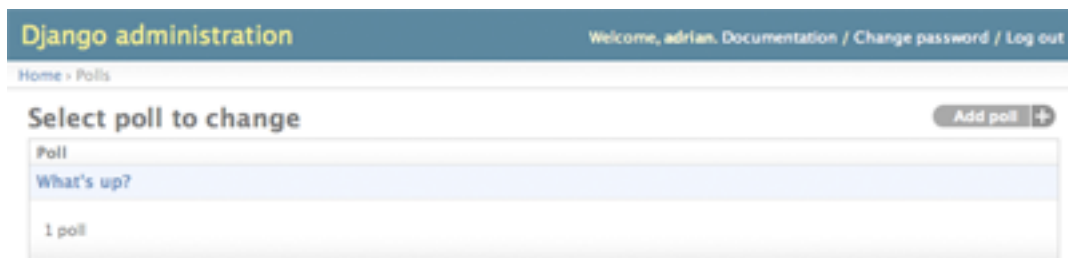 Django administration
Welcome, adrian. Documentation / Change password / Log out
Home › Polls
Select poll to change
Add poll +
Poll
What's up?
1 poll